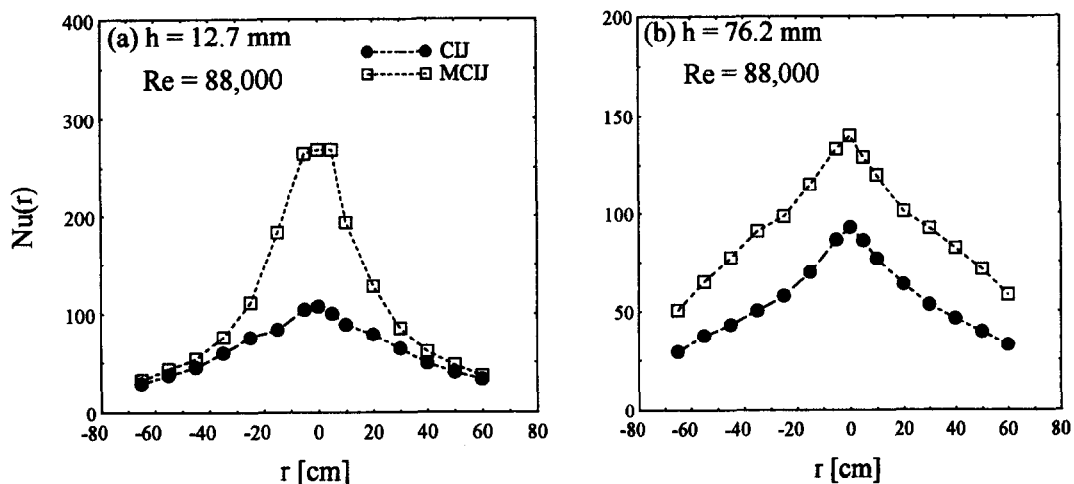 400
(a) h = 12.7 mm
Re = 88,000
CIJ
MCIJ
300
200
100
0
Nu(r)
-80 -60 -40 -20 0 20 40 60 80
r [cm]
200
(b) h = 76.2 mm
Re = 88,000
150
100
50
0
-80 -60 -40 -20 0 20 40 60 80
r [cm]